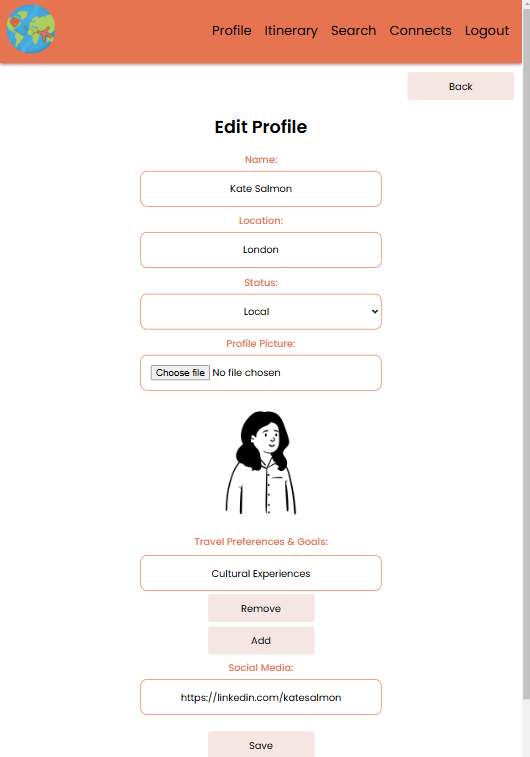 Profile Itinerary Search Connects Logout
Back
Edit Profile
Name:
Kate Salmon
Location:
London
Status:
Local
Profile Picture:
Choose file No file chosen
Travel Preferences & Goals:
Cultural Experiences
Remove
Add
Social Media:
https://linkedin.com/katesalmon
Save